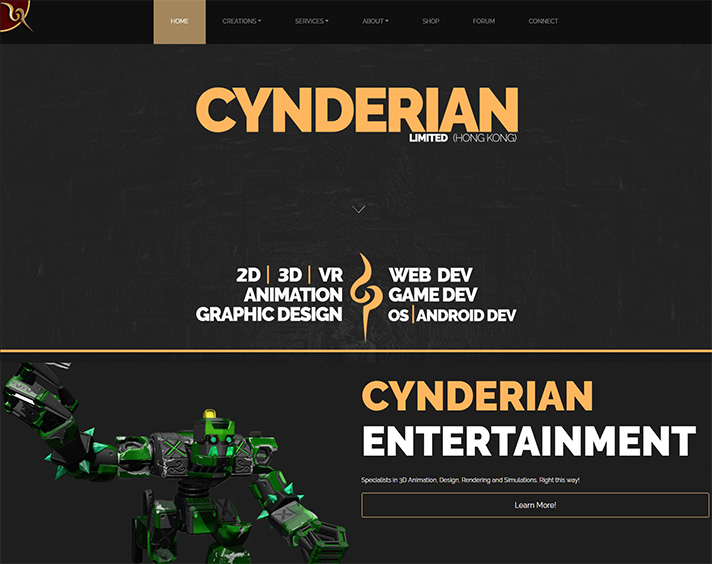 HOME CREATIONS SERVICES ABOUT SHOP FORUM CONNECT
CYNDERIAN
LIMITED (HONG KONG)
2D | 3D | VR
ANIMATION
GRAPHIC DESIGN
WEB DEV
GAME DEV
OS | ANDROID DEV
CYNDERIAN
ENTERTAINMENT
Specialists in 3D Animation, Design, Rendering and Simulations. Right this way!
Learn More!